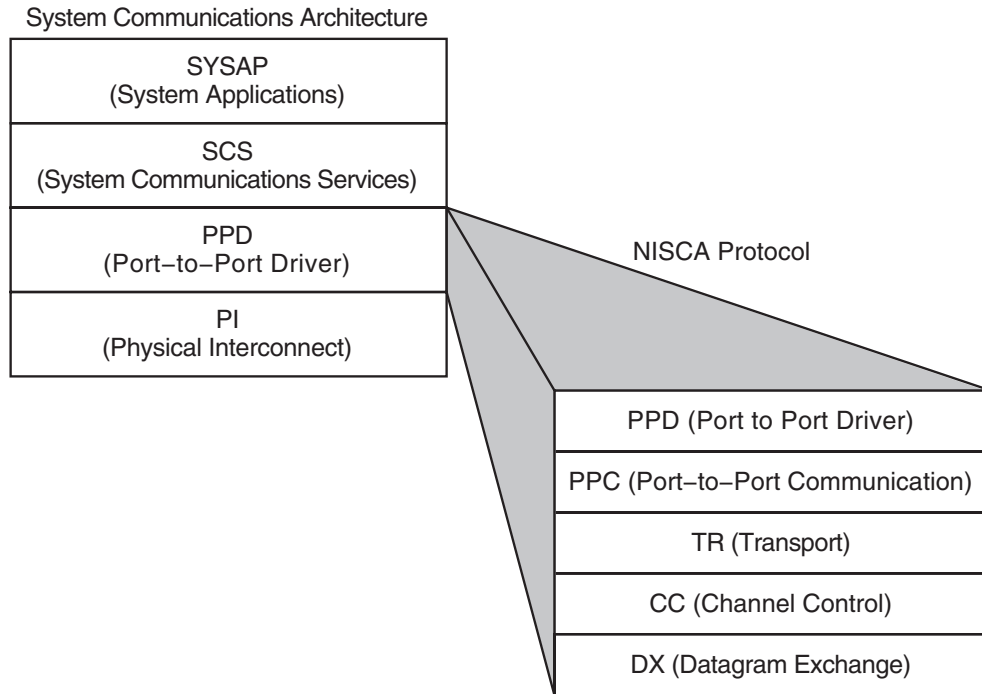 System Communications Architecture
SYSAP
(System Applications)
SCS
(System Communications Services)
PPD
(Port−to−Port Driver)
PI
(Physical Interconnect)
NISCA Protocol
PPD (Port to Port Driver)
PPC (Port−to−Port Communication)
TR (Transport)
CC (Channel Control)
DX (Datagram Exchange)